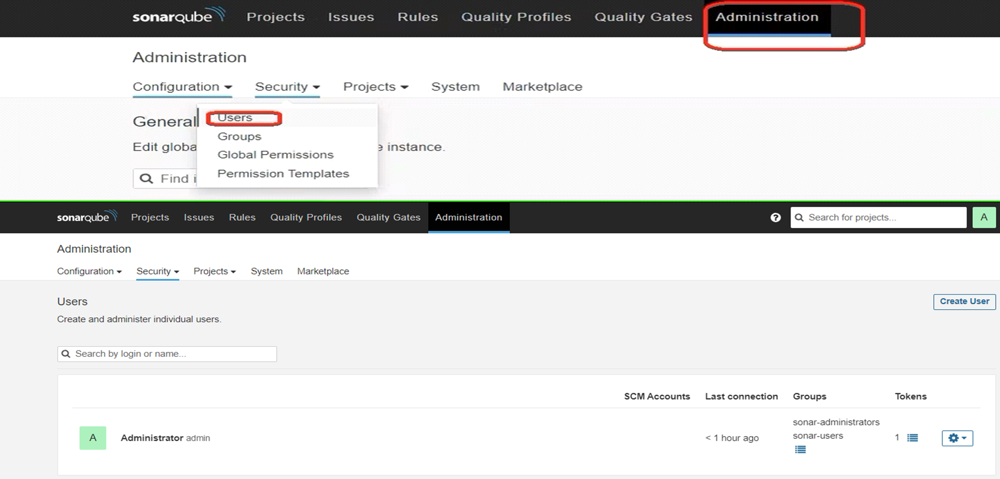 sonarqube Projects Issues Rules Quality Profiles Quality Gates Administration
Administration
Configuration Security Projects System Marketplace
Users
General
Groups
Edit globa
e instance.
Global Permissions
Permission Templates
Find i
sonarqube Projects Issues Rules Quality Profiles Quality Gates Administration ? Search for projects... A
Administration
Configuration Security Projects System Marketplace
Users
Create User
Create and administer individual users.
Search by login or name...
SCM Accounts Last connection Groups Tokens
sonar-administrators
A Administrator admin < 1 hour ago sonar-users 1